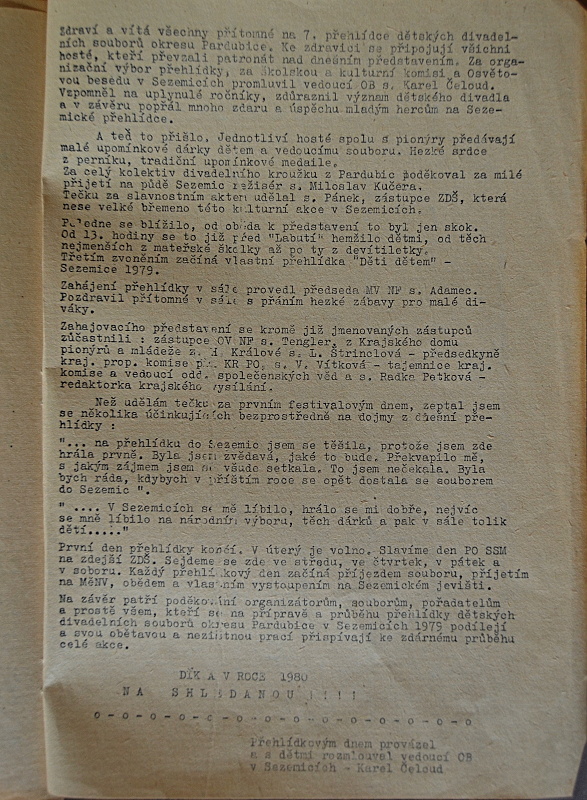 Zdraví a vítá všechny přítomné na 7. přehlídce dětských divadel-
ních souborů okresu Pardubice. Ke zdravici se připojují všichni
hosté, kteří převzali patronát nad dnešním představením. Za orga-
nizační výbor přehlídky, za školskou a kulturní komisi a Osvěto-
vou besedu v Sezemicích promluvil vedoucí OB s. Karel Čeloud.
Vzpomněl na uplynulé ročníky, zdůraznil význam dětského divadla
a v závěru popřál mnoho zdaru a úspěchu mladým hercům na Seze-
mické přehlídce.
A teď to přišlo. Jednotliví hosté spolu s pionýry předávají
malé upomínkové dárky dětem a vedoucímu souboru. Hezké srdce
z perníku, tradiční upomínkové medaile.
Za celý kolektiv divadelního kroužku z Pardubic poděkoval za milé
přijetí na půdě Sezemic režisér s. Miloslav Kučera.
Tečku za slavnostním aktem udělal s. Pánek, zástupce ZDŠ, která
nese velké břemeno této kulturní akce v Sezemicích.
Poledne se blížilo, od oběda k představení to byl jen skok.
Od 13. hodiny se to již před "Labutí" hemžilo dětmi, od těch
nejmenších z mateřské školky až po ty z devítiletky.
Třetím zvoněním začíná vlastní přehlídka "Děti dětem" -
Sezemice 1979.
Zahájení přehlídky v sále provedl předseda MV NF s. Adamec.
Pozdravil přítomné v sále s přáním hezké zábavy pro malé di-
váky.
Zahajovacího představení se kromě již jmenovaných zástupců
zúčastnili : zástupce OV NF s. Tengler, z Krajského domu
pionýrů a mládeže z. H. Králové s. L. Štrinclová - předsedkyně
kraj. prop. komise při KR PO, s. V. Vítková - tajemnice kraj.
komise a vedoucí odd. společenských věd a s. Radka Petková -
redaktorka krajského vysílání.
Než udělám tečku za prvním festivalovým dnem, zeptal jsem
se několika účinkujících bezprostředně na dojmy z dnešní pře-
hlídky :
"... na přehlídku do Sezemic jsem se těšila, protože jsem zde
hrála prvně. Byla jsem zvědavá, jaké to bude. Překvapilo mě,
s jakým zájmem jsem se všude setkala. To jsem nečekala. Byla
bych ráda, kdybych v příštím roce se opět dostala se souborem
do Sezemic ".
" .... V Sezemicích se mě líbilo, hrálo se mi dobře, nejvíc
se mně líbilo na národním výboru, těch dárků a pak v sále tolik
dětí....."
První den přehlídky končí. V úterý je volno. Slavíme den PO SSM
na zdejší ZDŠ. Sejdeme se zde ve středu, ve čtvrtek, v pátek a
v soboru. Každý přehlídkový den začíná příjezdem souboru, přijetím
na MěNV, obědem a vlastním vystoupením na Sezemickém jevišti.
Na závěr patří poděkování organizátorům, souborům, pořadatelům
a prostě všem, kteří se na přípravě a průběhu přehlídky dětských
divadelních souborů okresu Pardubice v Sezemicích 1979 podílejí
a svou obětavou a nezištnou prací přispívají ke zdárnému průběhu
celé akce.
DÍK A V ROCE 1980
NA SHLEDANOU !!!!
o-o-o-o-o-o-o-o-o-o-o-o-o-o
Přehlídkovým dnem provázel
a s dětmi rozmlouval vedoucí OB
v Sezemicích - Karel Čeloud